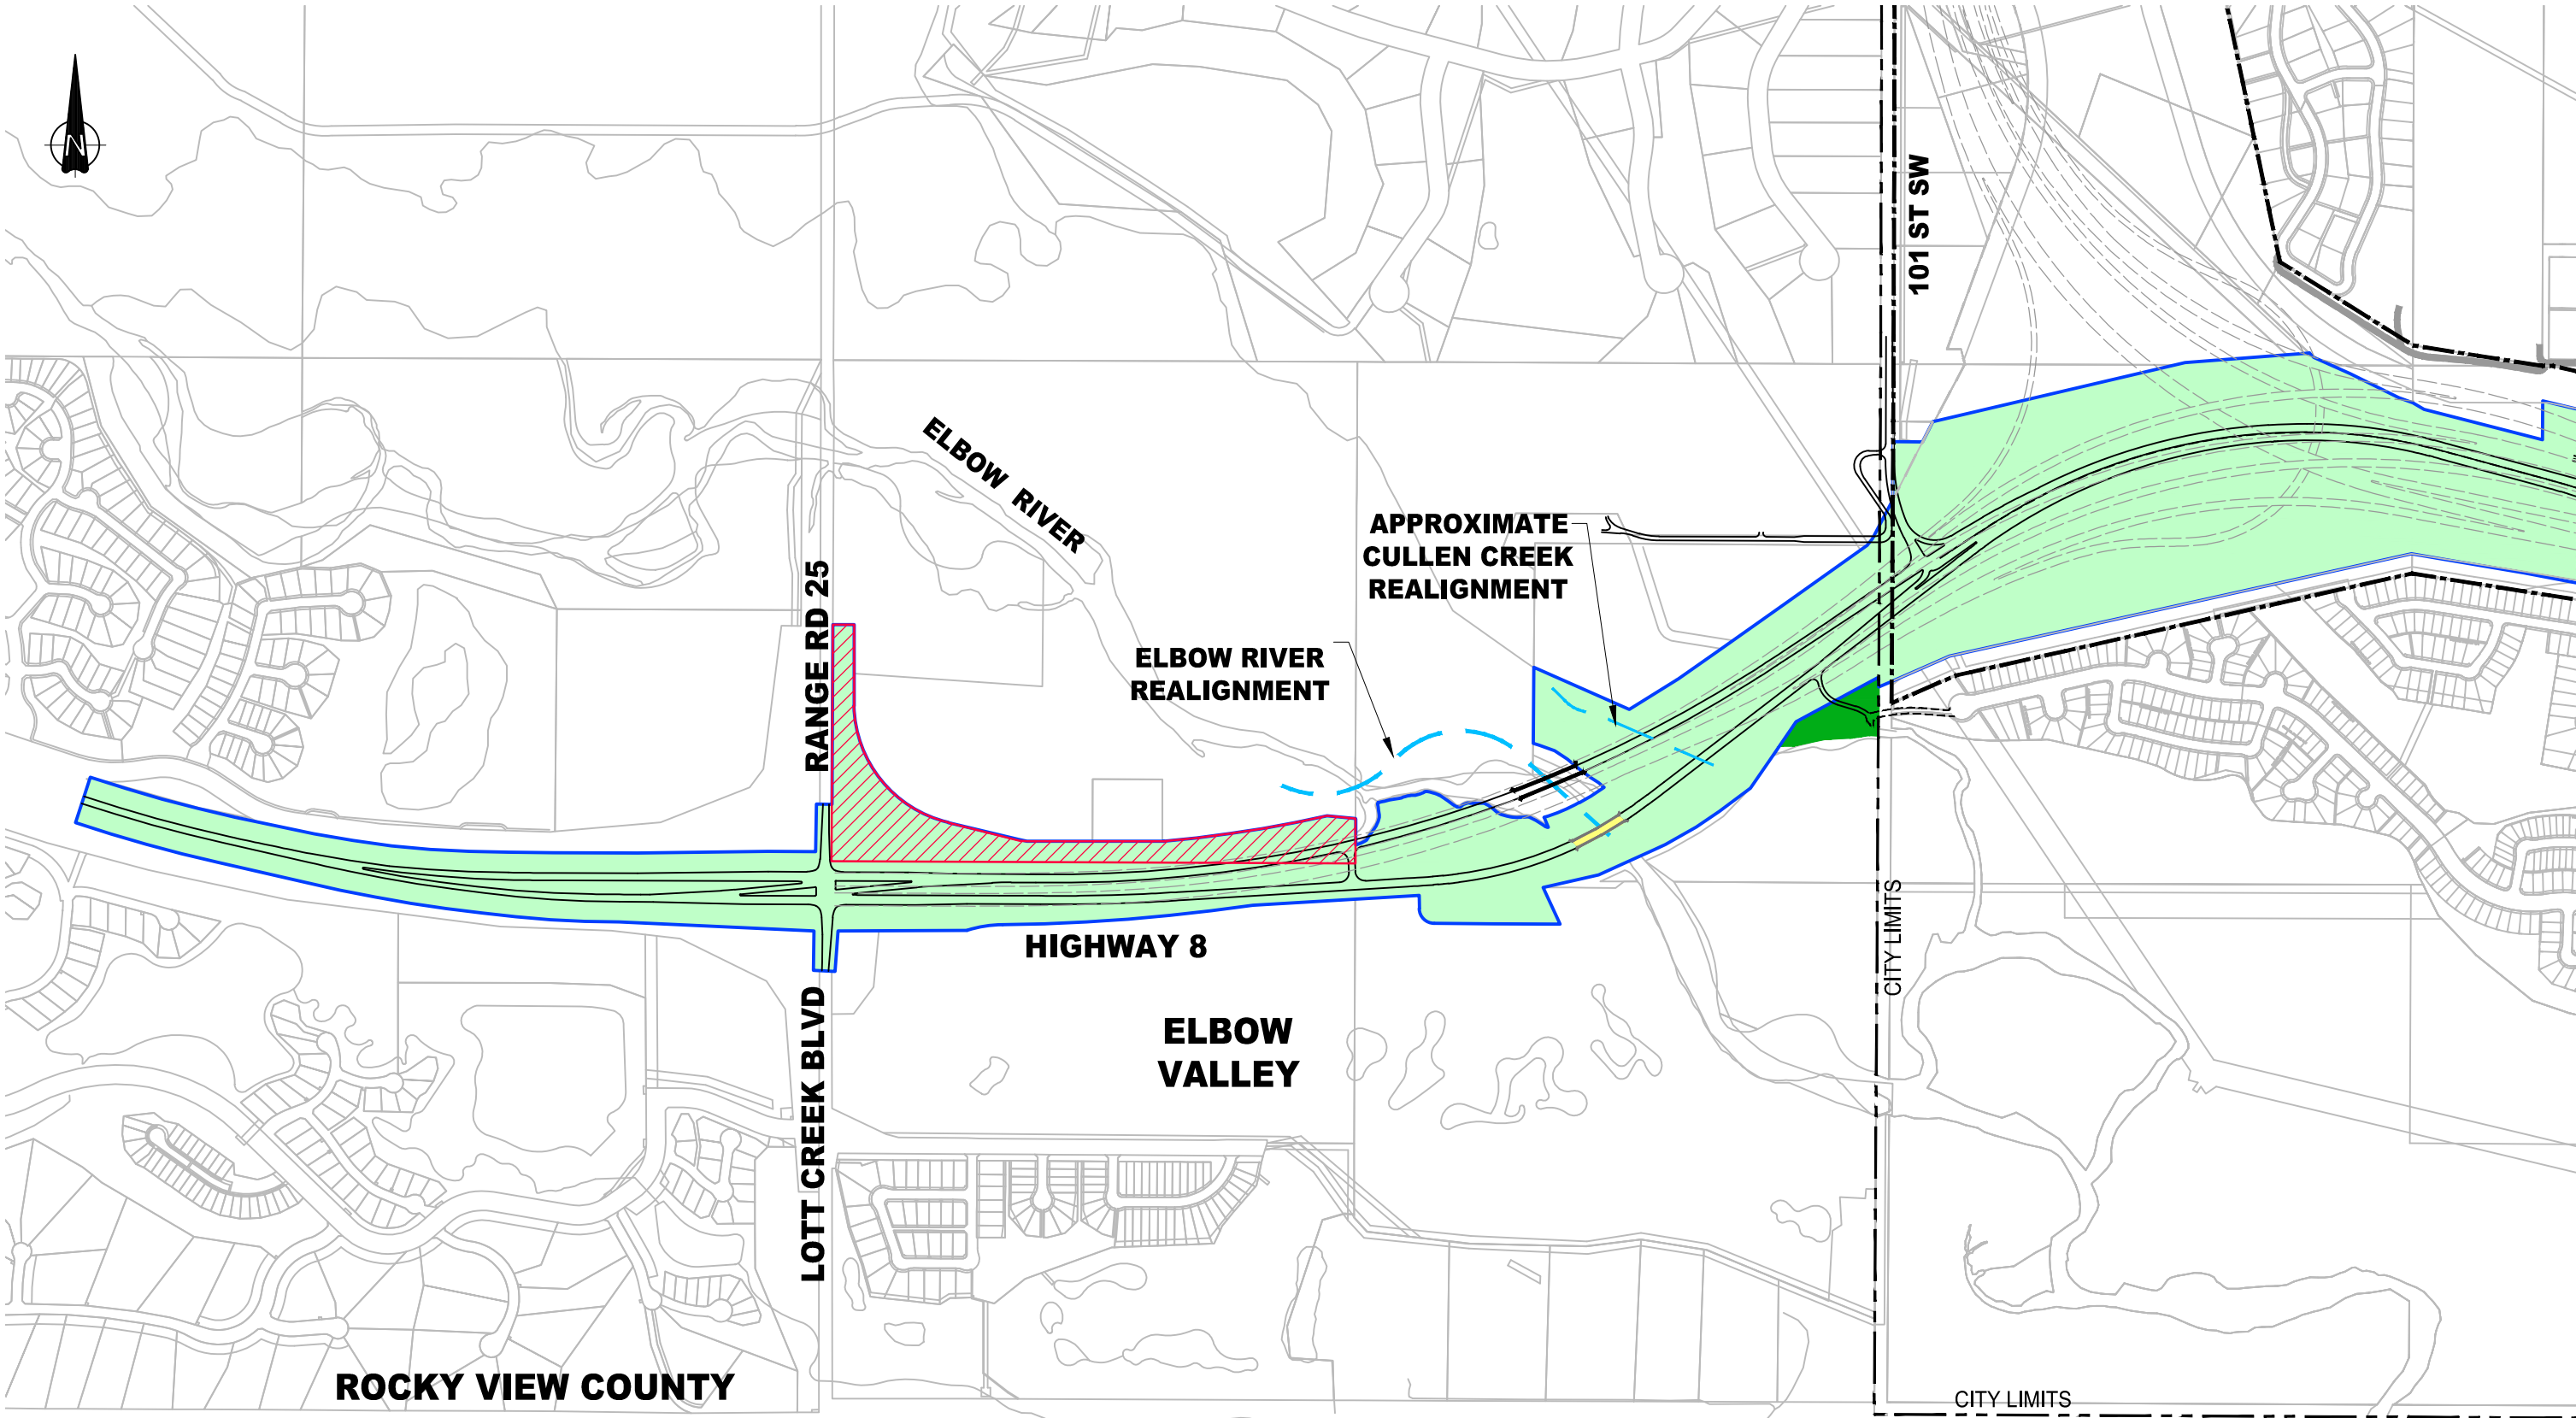 N
101 ST SW
ELBOW RIVER
APPROXIMATE
CULLEN CREEK
REALIGNMENT
RANGE RD 25
ELBOW RIVER
REALIGNMENT
HIGHWAY 8
CITY LIMITS
LOTT CREEK BLVD
ELBOW
VALLEY
ROCKY VIEW COUNTY
CITY LIMITS